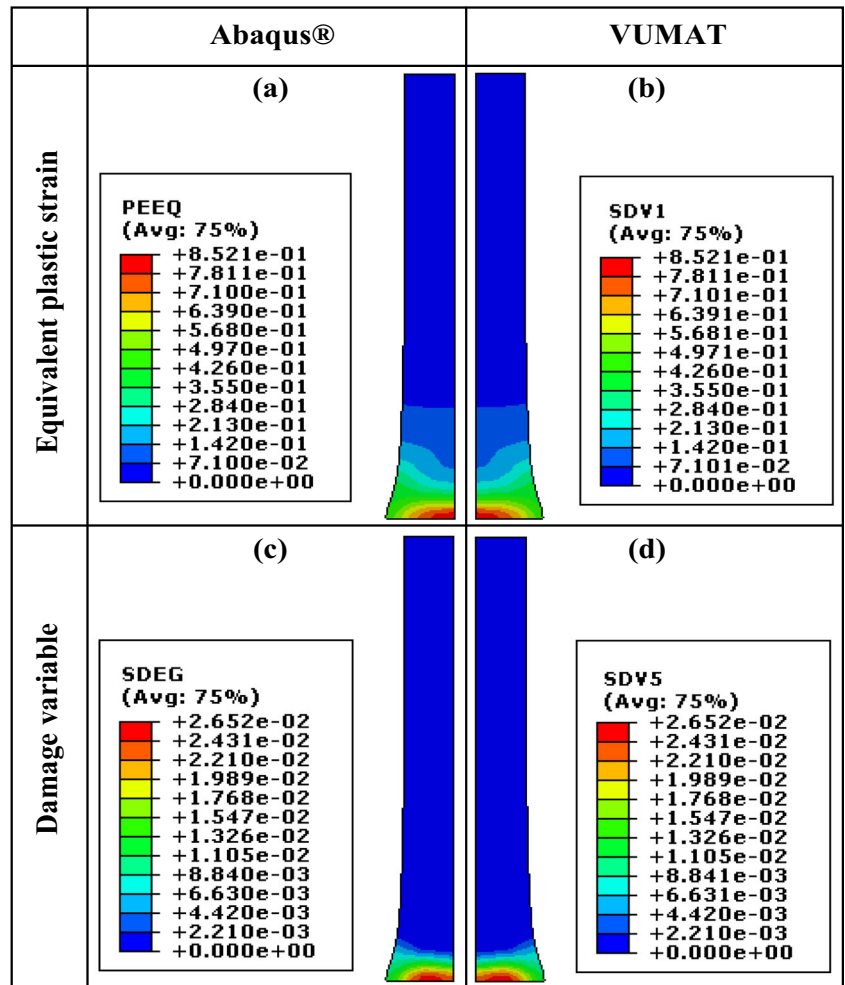 Abaqus®
VUMAT
Equivalent plastic strain
(a)
PEEQ
(Avg: 75%)
+8.521e-01
+7.811e-01
+7.100e-01
+6.390e-01
+5.680e-01
+4.970e-01
+4.260e-01
+3.550e-01
+2.840e-01
+2.130e-01
+1.420e-01
+7.100e-02
+0.000e+00
(b)
SDV1
(Avg: 75%)
+8.521e-01
+7.811e-01
+7.101e-01
+6.391e-01
+5.681e-01
+4.971e-01
+4.260e-01
+3.550e-01
+2.840e-01
+2.130e-01
+1.420e-01
+7.101e-02
+0.000e+00
Damage variable
(c)
SDEG
(Avg: 75%)
+2.652e-02
+2.431e-02
+2.210e-02
+1.989e-02
+1.768e-02
+1.547e-02
+1.326e-02
+1.105e-02
+8.840e-03
+6.630e-03
+4.420e-03
+2.210e-03
+0.000e+00
(d)
SDV5
(Avg: 75%)
+2.652e-02
+2.431e-02
+2.210e-02
+1.989e-02
+1.768e-02
+1.547e-02
+1.326e-02
+1.105e-02
+8.841e-03
+6.631e-03
+4.420e-03
+2.210e-03
+0.000e+00